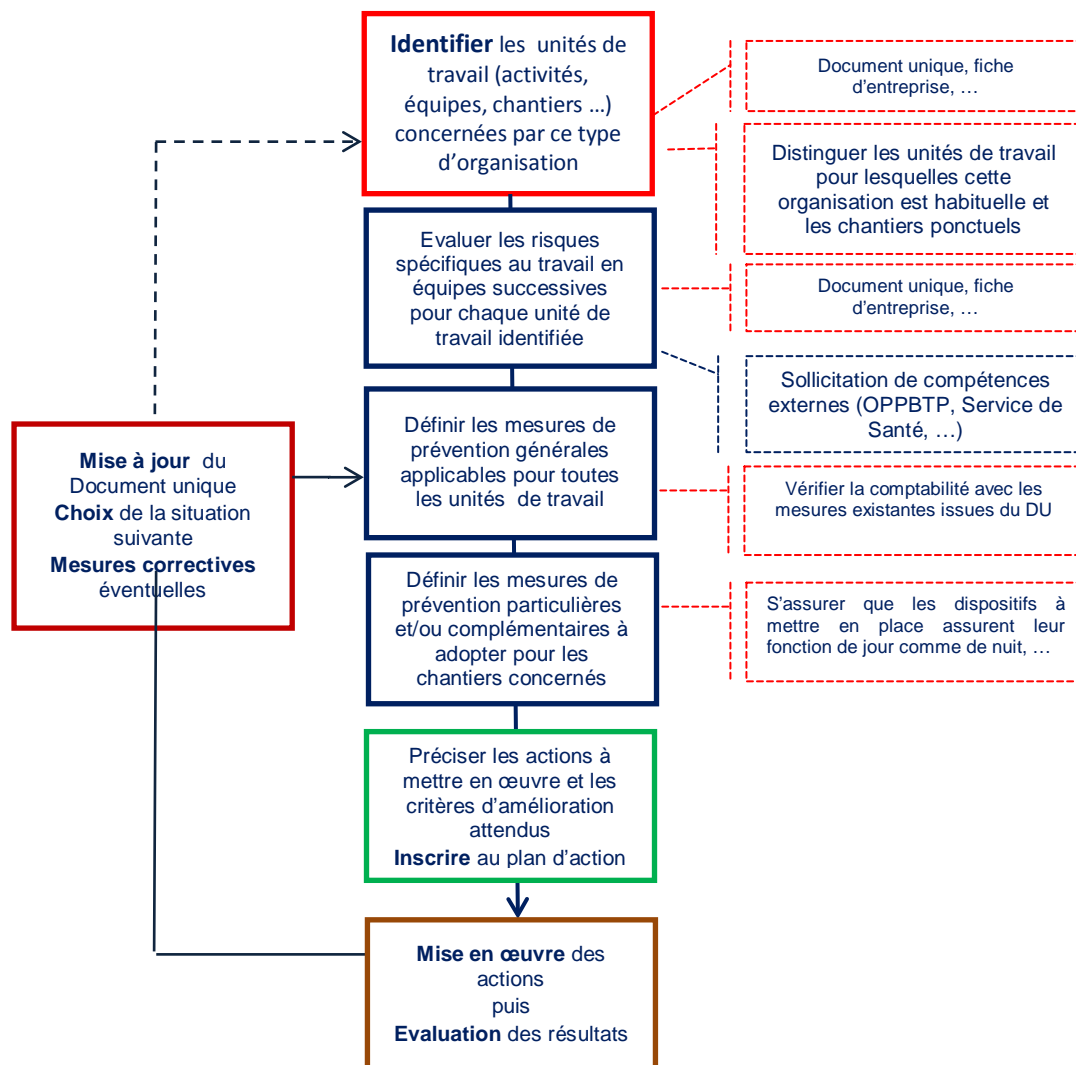 Identifier les unités de
travail (activités,
équipes, chantiers …)
concernées par ce type
d’organisation
Document unique, fiche
d’entreprise, …
Distinguer les unités de travail
pour lesquelles cette
organisation est habituelle et
les chantiers ponctuels
Evaluer les risques
spécifiques au travail en
équipes successives
pour chaque unité de
travail identifiée
Document unique, fiche
d’entreprise, …
Sollicitation de compétences
externes (OPPBTP, Service de
Santé, …)
Définir les mesures de
prévention générales
applicables pour toutes
les unités de travail
Vérifier la comptabilité avec les
mesures existantes issues du DU
Mise à jour du
Document unique
Choix de la situation
suivante
Mesures correctives
éventuelles
Définir les mesures de
prévention particulières
et/ou complémentaires à
adopter pour les
chantiers concernés
S’assurer que les dispositifs à
mettre en place assurent leur
fonction de jour comme de nuit, …
Préciser les actions à
mettre en œuvre et les
critères d’amélioration
attendus
Inscrire au plan d’action
Mise en œuvre des
actions
puis
Evaluation des résultats